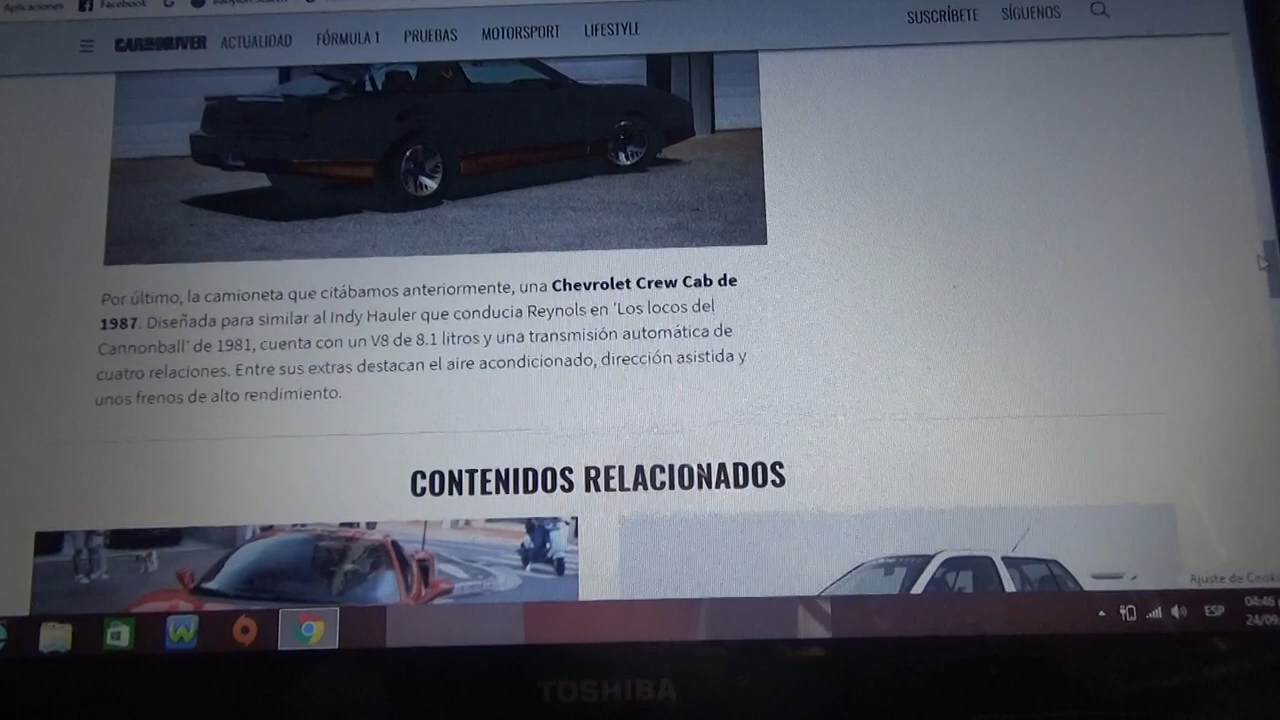 Aplicaciones Facebook
CAR AND DRIVER ACTUALIDAD FÓRMULA 1 PRUEBAS MOTORSPORT LIFESTYLE SUSCRÍBETE SÍGUENOS
Por último, la camioneta que citábamos anteriormente, una Chevrolet Crew Cab de
1987. Diseñada para similar al Indy Hauler que conducia Reynols en 'Los locos del
Cannonball' de 1981, cuenta con un V8 de 8.1 litros y una transmisión automática de
cuatro relaciones. Entre sus extras destacan el aire acondicionado, dirección asistida y
unos frenos de alto rendimiento.
CONTENIDOS RELACIONADOS
Ajuste de
ESP
04:46
24/09
TOSHIBA